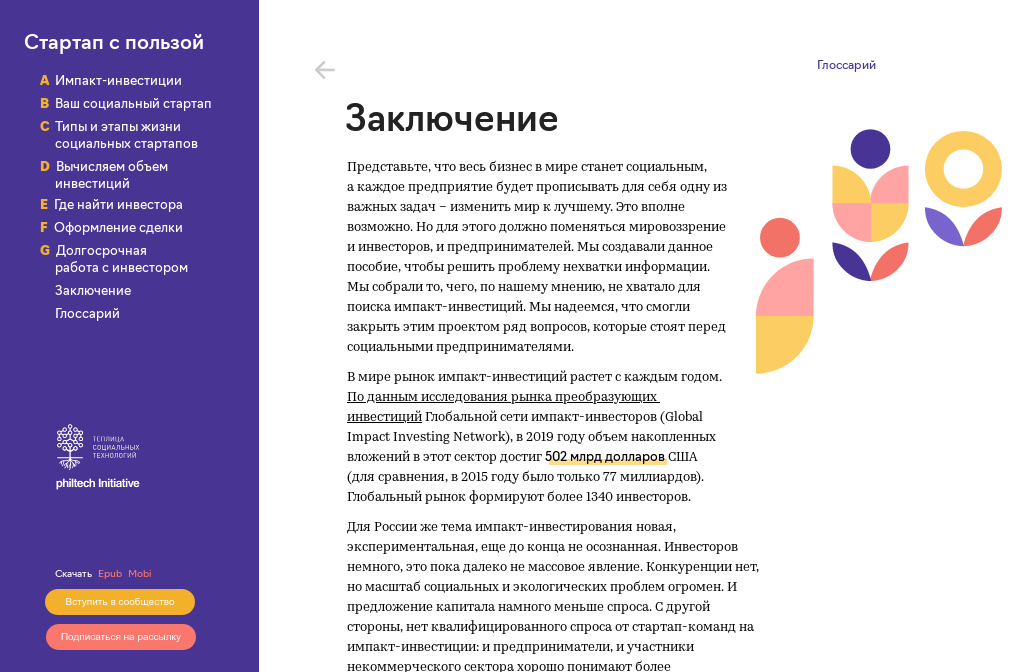 Стартап с пользой
A Импакт-инвестиции
B Ваш социальный стартап
C Типы и этапы жизни
социальных стартапов
D Вычисляем объем
инвестиций
E Где найти инвестора
F Оформление сделки
G Долгосрочная
работа с инвестором
Заключение
Глоссарий
ТЕПЛИЦА
СОЦИАЛЬНЫХ
ТЕХНОЛОГИЙ
philtech Initiative
Скачать Epub Mobi
Вступить в сообщество
Подписаться на рассылку
Глоссарий
Заключение
Представьте, что весь бизнес в мире станет социальным,
а каждое предприятие будет прописывать для себя одну из
важных задач – изменить мир к лучшему. Это вполне
возможно. Но для этого должно поменяться мировоззрение
и инвесторов, и предпринимателей. Мы создавали данное
пособие, чтобы решить проблему нехватки информации.
Мы собрали то, чего, по нашему мнению, не хватало для
поиска импакт-инвестиций. Мы надеемся, что смогли
закрыть этим проектом ряд вопросов, которые стоят перед
социальными предпринимателями.
В мире рынок импакт-инвестиций растет с каждым годом.
По данным исследования рынка преобразующих
инвестиций Глобальной сети импакт-инвесторов (Global
Impact Investing Network), в 2019 году объем накопленных
вложений в этот сектор достиг 502 млрд долларов США
(для сравнения, в 2015 году было только 77 миллиардов).
Глобальный рынок формируют более 1340 инвесторов.
Для России же тема импакт-инвестирования новая,
экспериментальная, еще до конца не осознанная. Инвесторов
немного, это пока далеко не массовое явление. Конкуренции нет,
но масштаб социальных и экологических проблем огромен. И
предложение капитала намного меньше спроса. С другой
стороны, нет квалифицированного спроса от стартап-команд на
импакт-инвестиции: и предприниматели, и участники
некоммерческого сектора хорошо понимают более